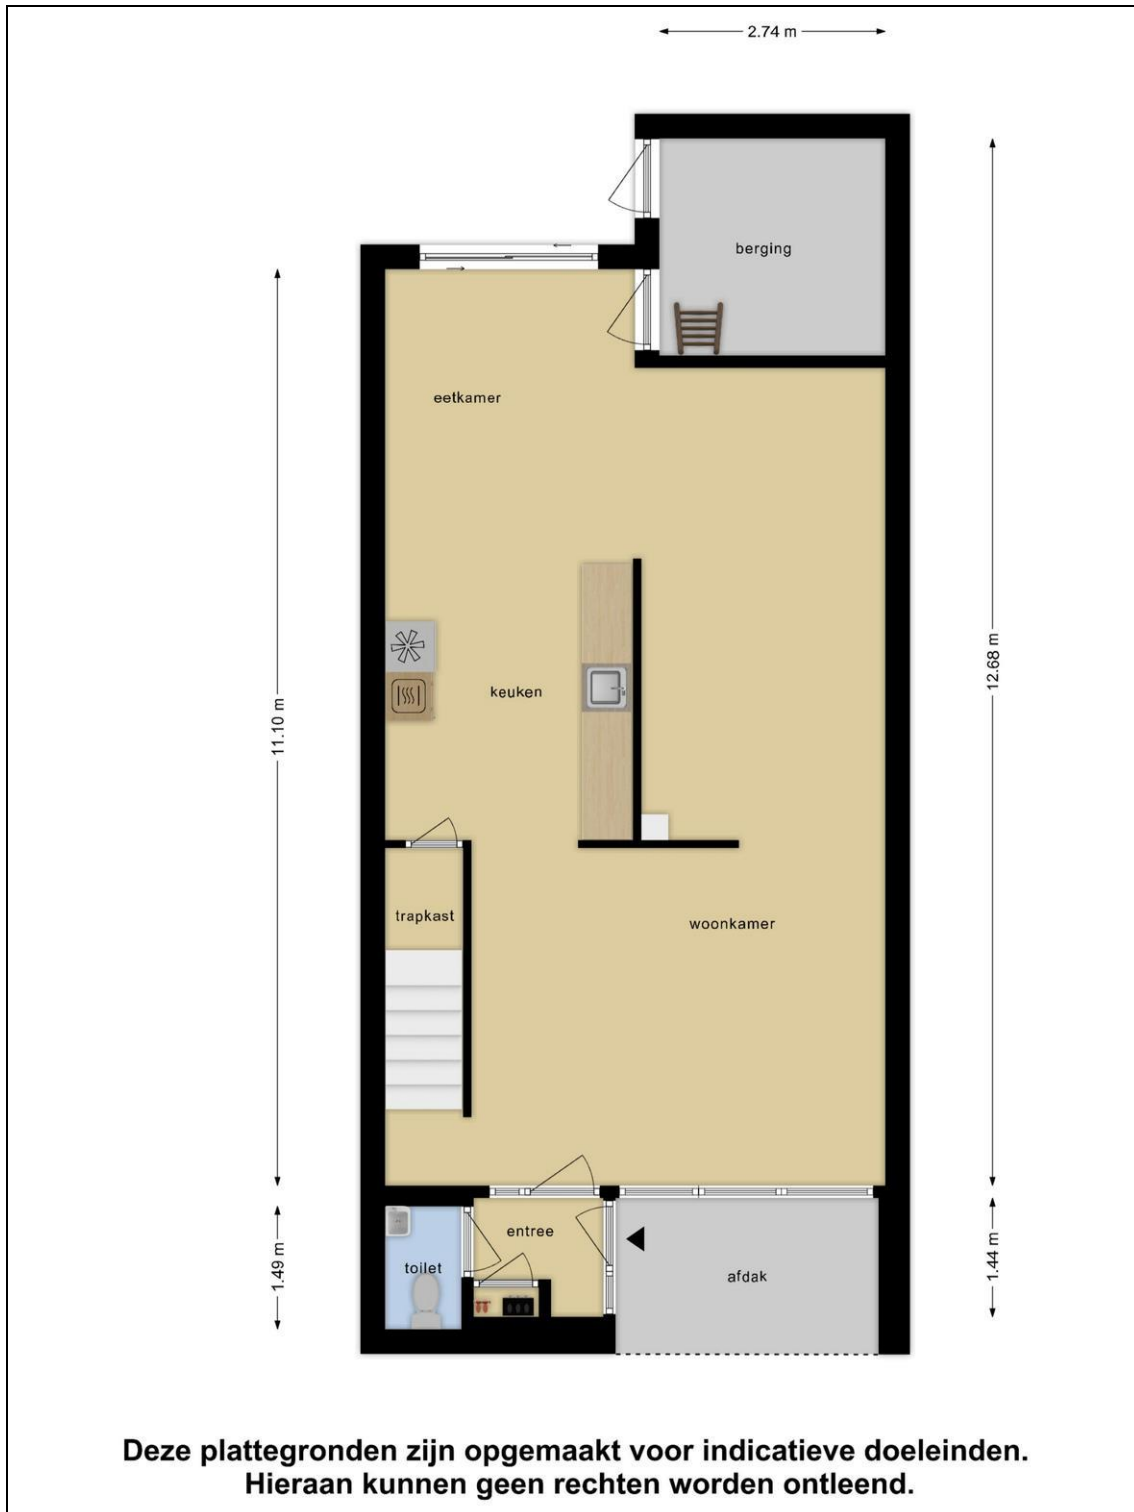 2.74 m
berging
eetkamer
keuken
11.10 m
12.68 m
trapkast
woonkamer
entree
toilet
afdak
1.49 m
1.44 m
Deze plattegronden zijn opgemaakt voor indicatieve doeleinden.
Hieraan kunnen geen rechten worden ontleend.